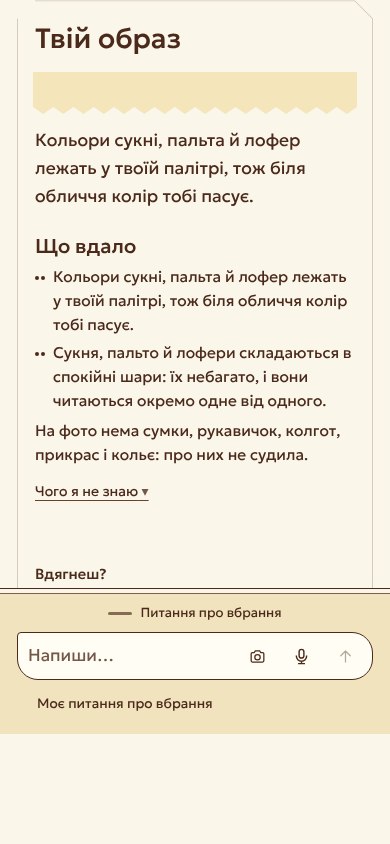 Твій образ
Кольори сукні, пальта й лофер
лежать у твоїй палітрі, тож біля
обличчя колір тобі пасує.
Що вдало
•• Кольори сукні, пальта й лофер лежать
у твоїй палітрі, тож біля обличчя колір
тобі пасує.
•• Сукня, пальто й лофери складаються в
спокійні шари: їх небагато, і вони
читаються окремо одне від одного.
На фото нема сумки, рукавичок, колгот,
прикрас і кольє: про них не судила.
Чого я не знаю ▾
Вдягнеш?
Питання про вбрання
Напиши...
Моє питання про вбрання